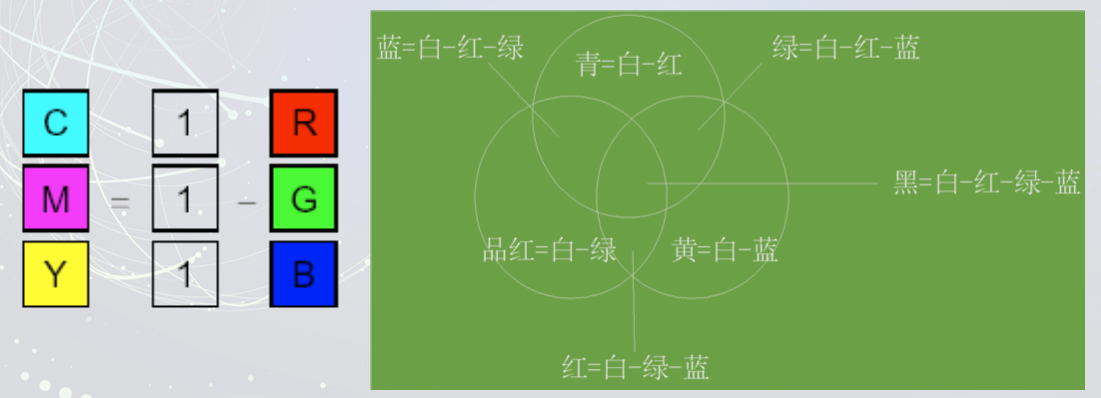 C 1 R
M = 1 - G
Y 1 B
蓝=白-红-绿
青=白-红
绿=白-红-蓝
黑=白-红-绿-蓝
品红=白-绿
黄=白-蓝
红=白-绿-蓝